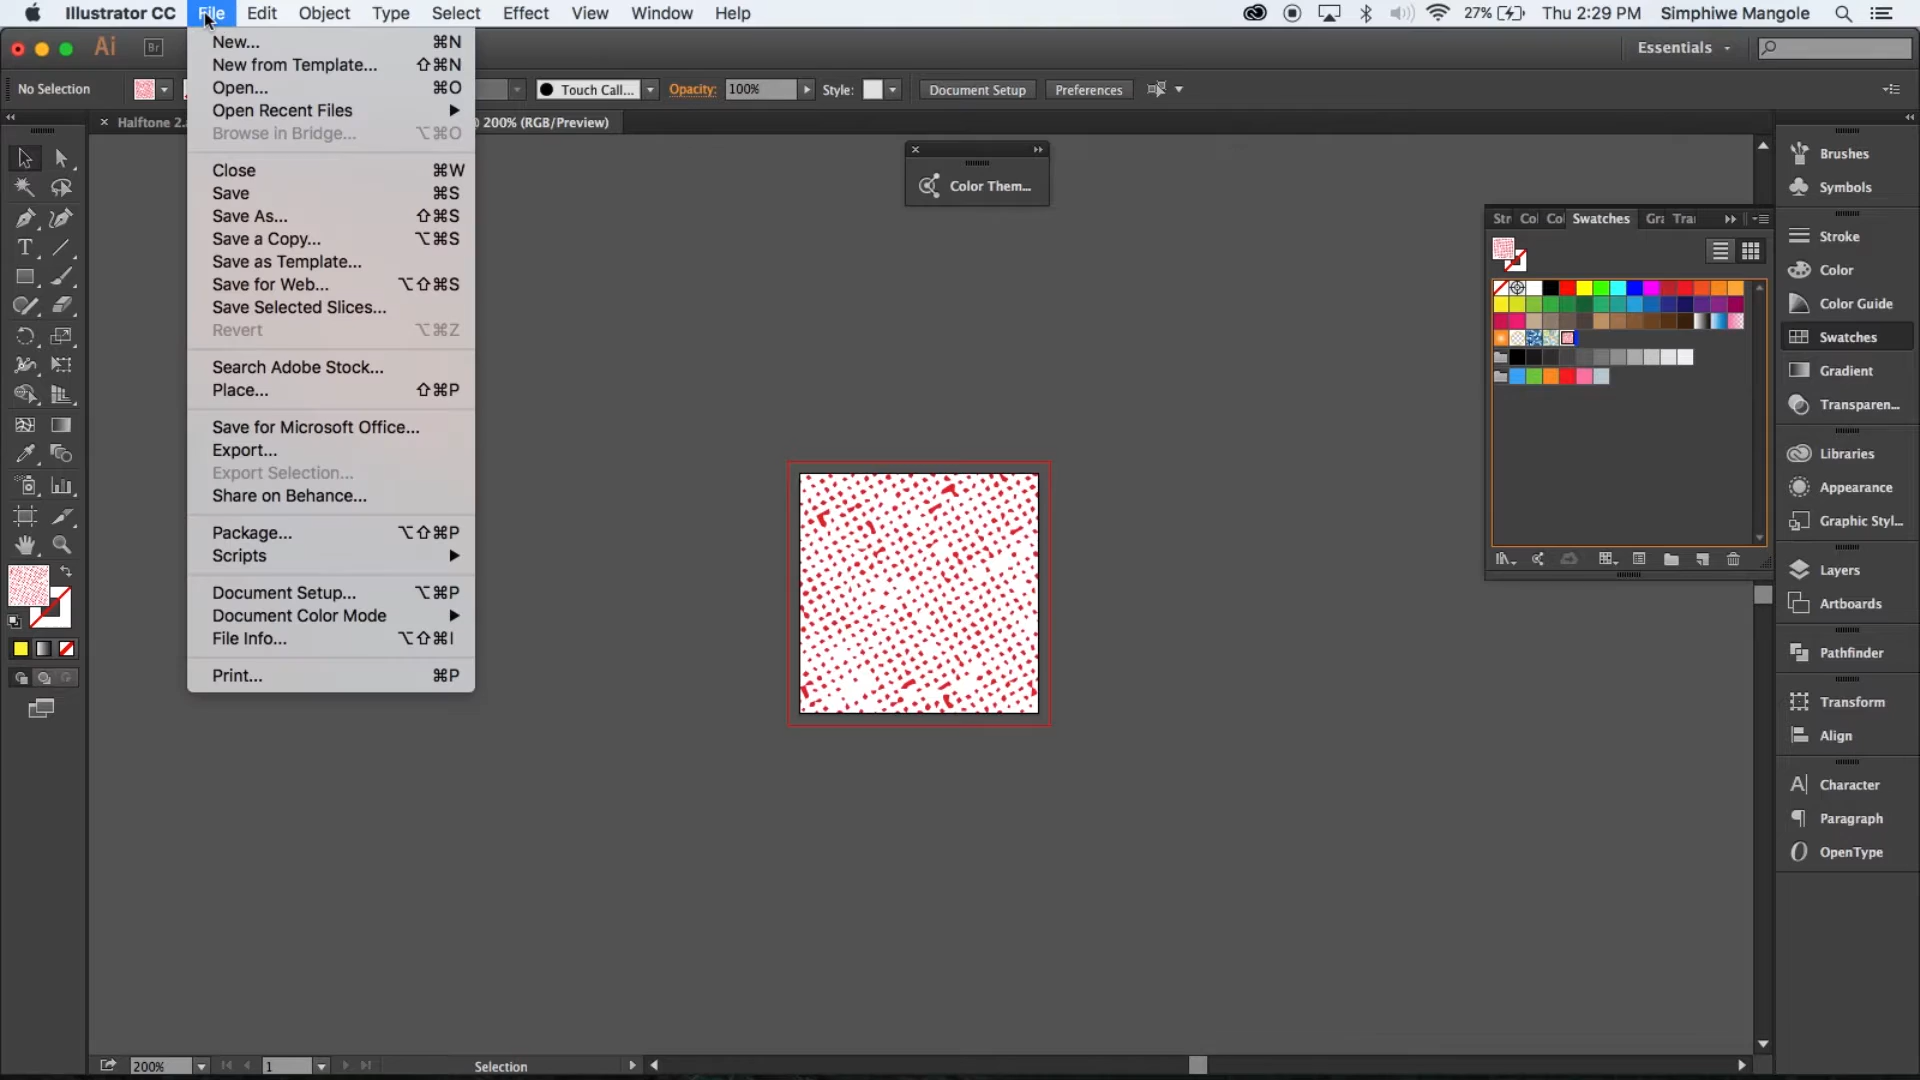 Illustrator CC File Edit Object Type Select Effect View Window Help 27% Thu 2:29 PM Simphiwe Mangole
Ai Br Essentials
No Selection Touch Call... Opacity: 100% Style: Document Setup Preferences
Halftone 2. 200% (RGB/Preview)
New... ⌘N
New from Template... ⇧⌘N
Open... ⌘O
Open Recent Files
Browse in Bridge... ⌥⌘O
Close ⌘W
Save ⌘S
Save As... ⇧⌘S
Save a Copy... ⌥⌘S
Save as Template...
Save for Web... ⌥⇧⌘S
Save Selected Slices...
Revert ⌥⌘Z
Search Adobe Stock...
Place... ⇧⌘P
Save for Microsoft Office...
Export...
Export Selection...
Share on Behance...
Package... ⌥⇧⌘P
Scripts
Document Setup... ⌥⌘P
Document Color Mode
File Info... ⌥⇧⌘I
Print... ⌘P
Color Them...
Str Col Col Swatches Gra Tra
Brushes
Symbols
Stroke
Color
Color Guide
Swatches
Gradient
Transparen...
Libraries
Appearance
Graphic Styl...
Layers
Artboards
Pathfinder
Transform
Align
Character
Paragraph
OpenType
200% 1 Selection